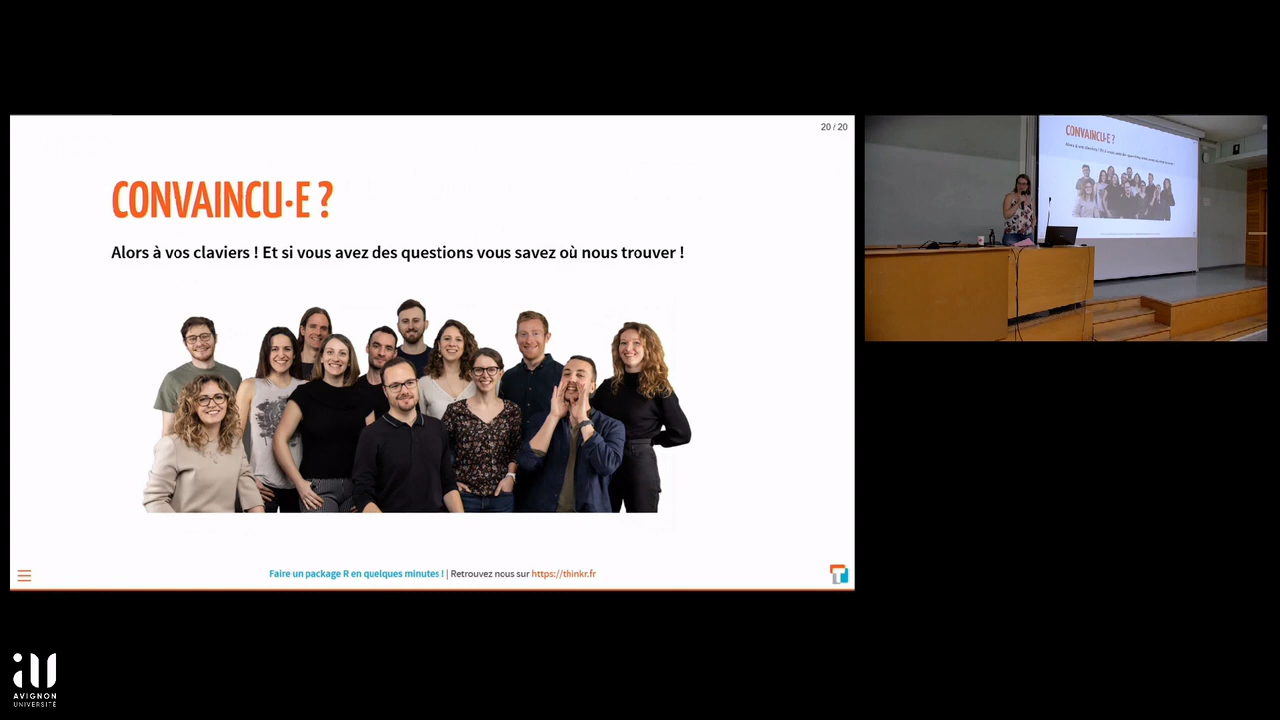 20 / 20
CONVAINCU·E ?
Alors à vos claviers ! Et si vous avez des questions vous savez où nous trouver !
Faire un package R en quelques minutes ! | Retrouvez nous sur https://thinkr.fr
CONVAINCU·E ?
AVIGNON
UNIVERSITÉ